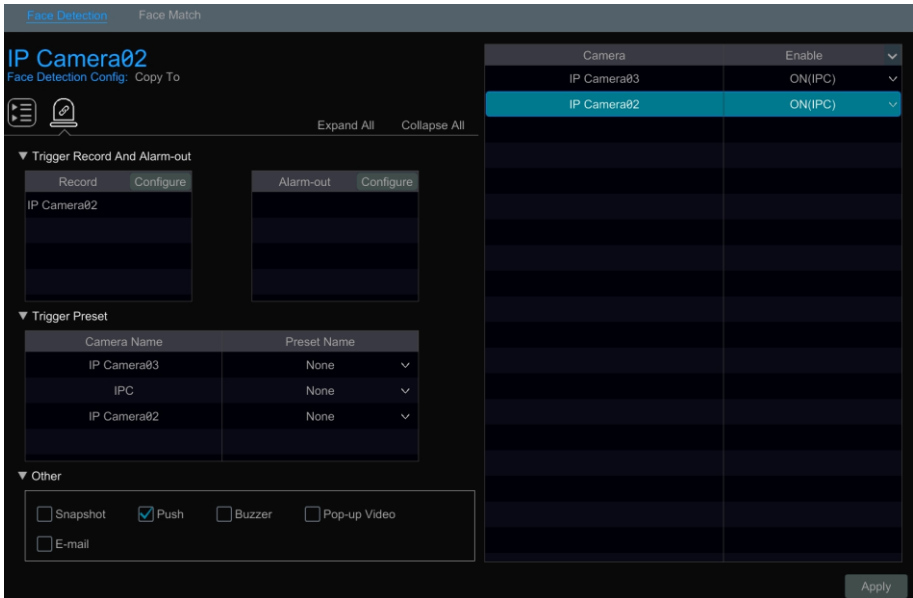 Face Detection Face Match
IP Camera02
Face Detection Config: Copy To
Expand All Collapse All
Trigger Record And Alarm-out
Record Configure
IP Camera02
Alarm-out Configure
Trigger Preset
Camera Name Preset Name
IP Camera03 None
IPC None
IP Camera02 None
Other
Snapshot Push Buzzer Pop-up Video
E-mail
Camera Enable
IP Camera03 ON(IPC)
IP Camera02 ON(IPC)
Apply